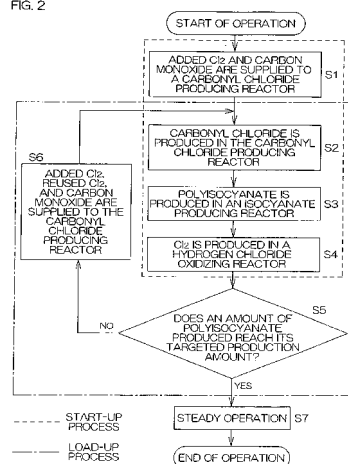 FIG. 2
START OF OPERATION
ADDED Cl2 AND CARBON
MONOXIDE ARE SUPPLIED TO
A CARBONYL CHLORIDE
PRODUCING REACTOR
S1
CARBONYL CHLORIDE IS
PRODUCED IN THE CARBONYL
CHLORIDE PRODUCING
REACTOR
S2
S6
ADDED Cl2,
REUSED Cl2,
AND CARBON
MONOXIDE ARE
SUPPLIED TO THE
CARBONYL
CHLORIDE
PRODUCING
REACTOR
POLYISOCYANATE IS
PRODUCED IN AN ISOCYANATE
PRODUCING REACTOR
S3
Cl2 IS PRODUCED IN A
HYDROGEN CHLORIDE
OXIDIZING REACTOR
S4
S5
DOES AN AMOUNT OF
POLYISOCYANATE
PRODUCED REACH ITS
TARGETED PRODUCTION
AMOUNT?
NO
YES
START-UP
PROCESS
STEADY OPERATION
S7
LOAD-UP
PROCESS
END OF OPERATION